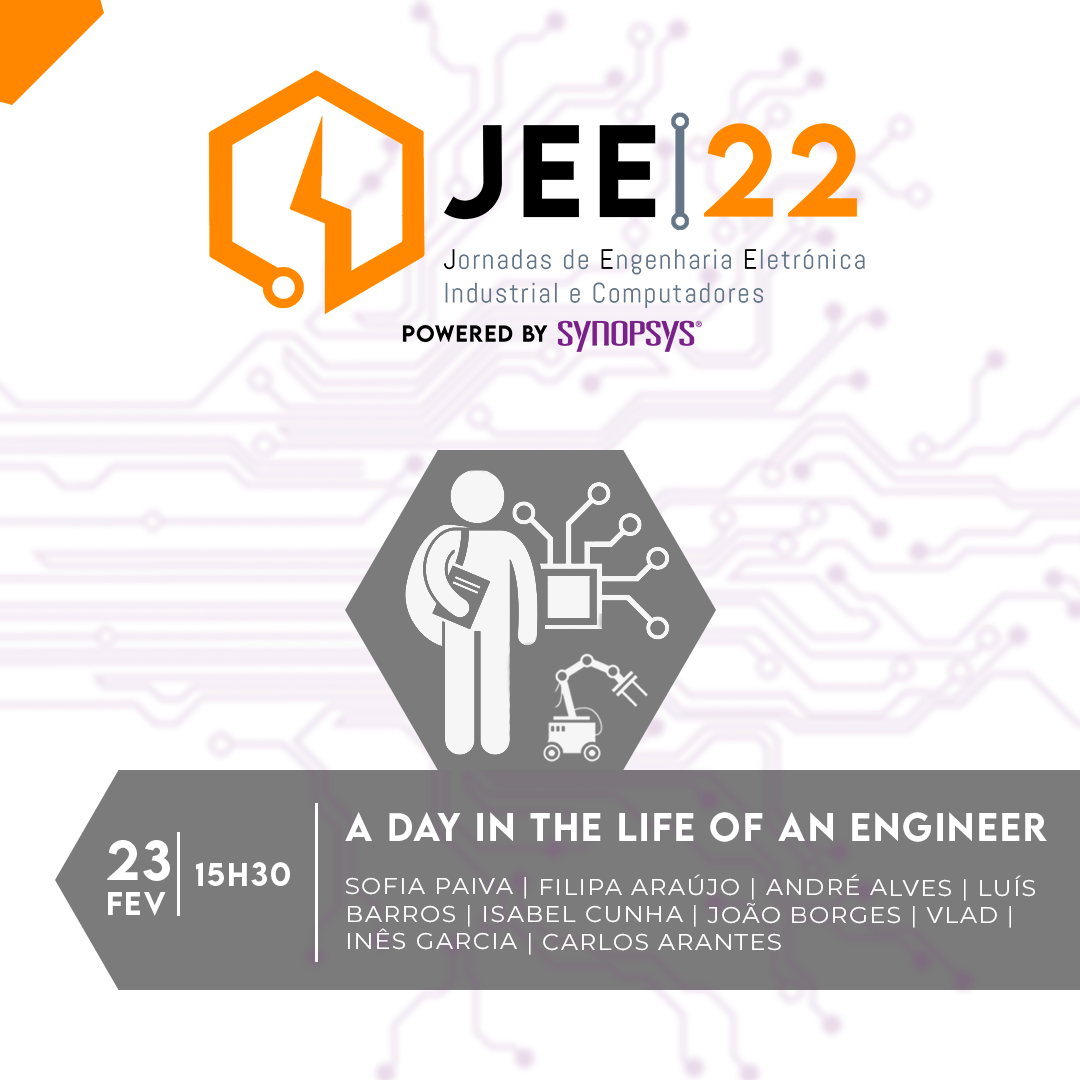 JEE|22
Jornadas de Engenharia Eletrónica
Industrial e Computadores
POWERED BY SYNOPSYS®
23
FEV
15H30
A DAY IN THE LIFE OF AN ENGINEER
SOFIA PAIVA | FILIPA ARAÚJO | ANDRÉ ALVES | LUÍS
BARROS | ISABEL CUNHA | JOÃO BORGES | VLAD |
INÊS GARCIA | CARLOS ARANTES